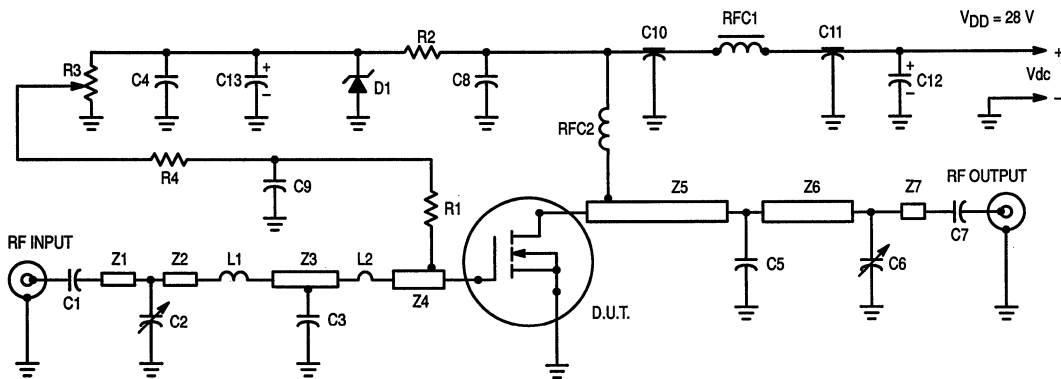 C10
RFC1
C11
V_DD = 28 V
R2
+
R3
C4
C13
+
–
D1
C8
+
–
C12
Vdc
–
RFC2
R4
C9
R1
Z5
Z6
Z7
RF OUTPUT
C7
RF INPUT
Z1
Z2
L1
Z3
L2
Z4
C1
C2
C3
C5
C6
D.U.T.